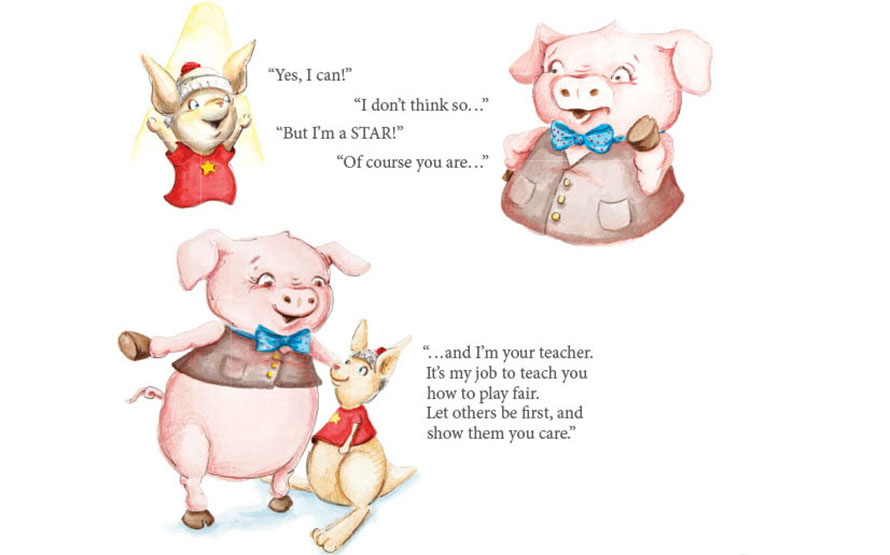 “Yes, I can!”
“I don’t think so…”
“But I’m a STAR!”
“Of course you are…”
“…and I’m your teacher.
It’s my job to teach you
how to play fair.
Let others be first, and
show them you care.”